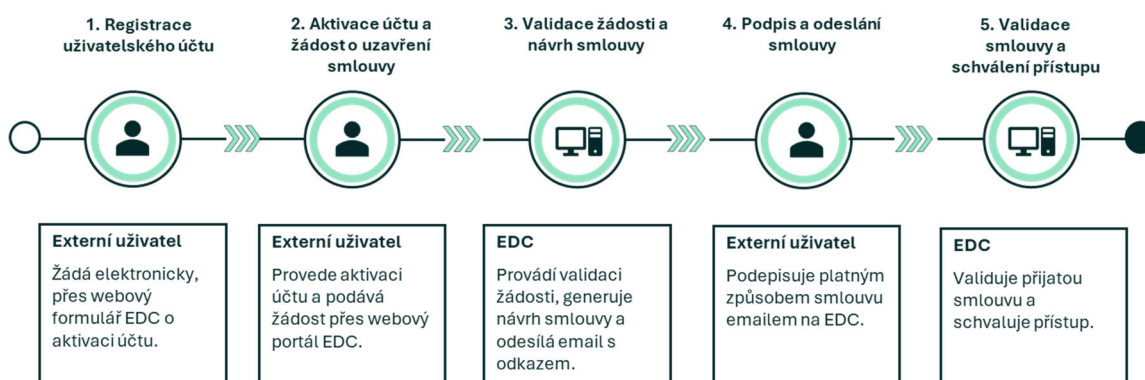 1. Registrace
uživatelského účtu
2. Aktivace účtu a
žádost o uzavření
smlouvy
3. Validace žádosti a
návrh smlouvy
4. Podpis a odeslání
smlouvy
5. Validace
smlouvy a
schválení přístupu
Externí uživatel
Žádá elektronicky,
přes webový
formulář EDC o
aktivaci účtu.
Externí uživatel
Provede aktivaci
účtu a podává
žádost přes webový
portál EDC.
EDC
Provádí validaci
žádosti, generuje
návrh smlouvy a
odesílá email s
odkazem.
Externí uživatel
Podepisuje platným
způsobem smlouvu
emailem na EDC.
EDC
Validuje přijatou
smlouvu a
schvaluje přístup.